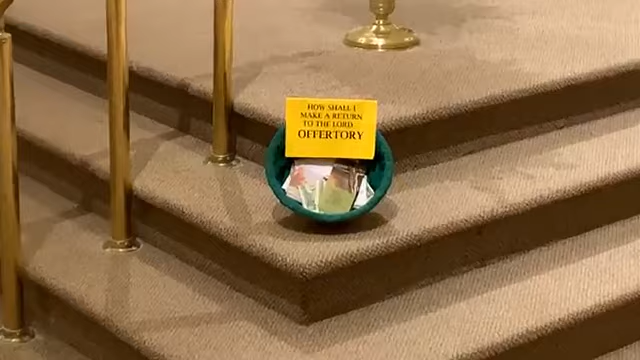 HOW SHALL I
MAKE A RETURN
TO THE LORD
OFFERTORY